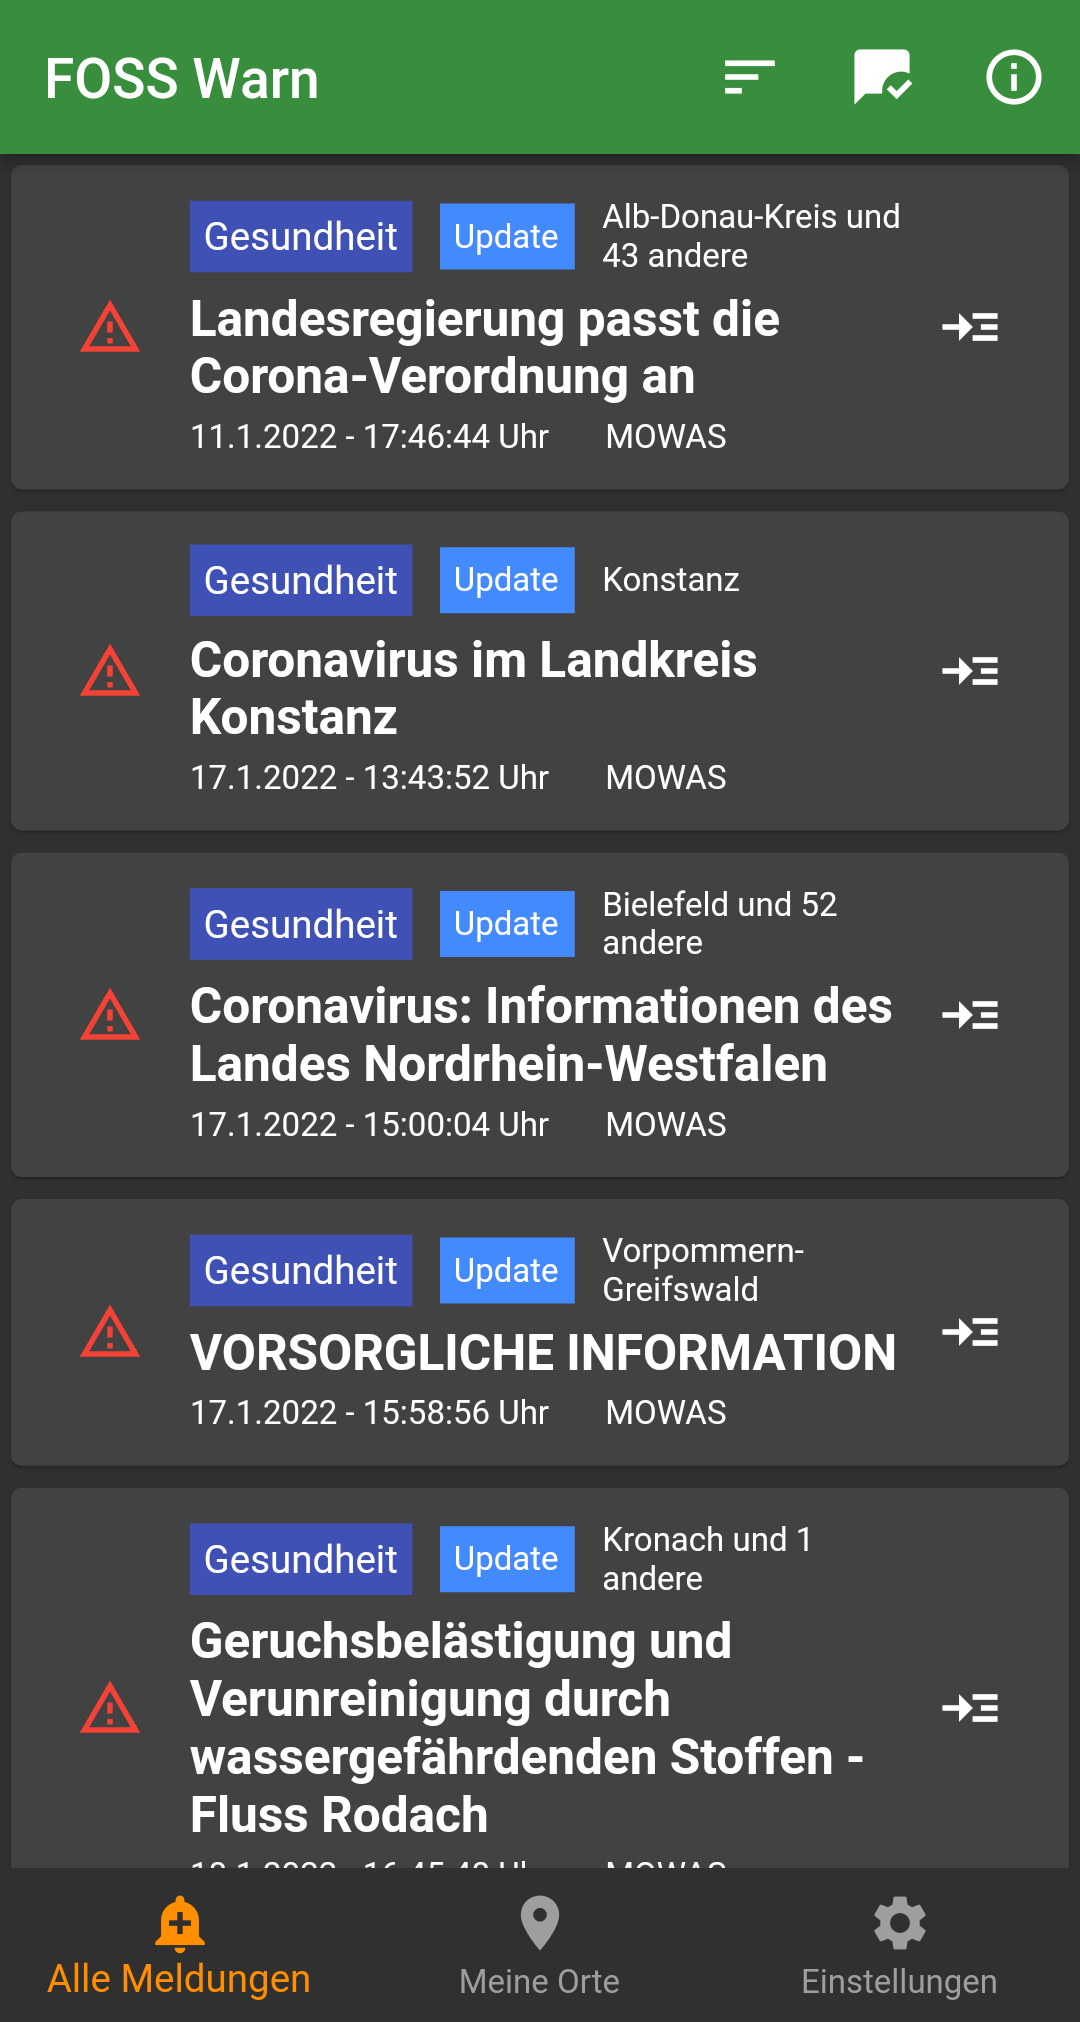 FOSS Warn
Gesundheit
Update
Alb-Donau-Kreis und
43 andere
Landesregierung passt die
Corona-Verordnung an
11.1.2022 - 17:46:44 Uhr MOWAS
Gesundheit
Update
Konstanz
Coronavirus im Landkreis
Konstanz
17.1.2022 - 13:43:52 Uhr MOWAS
Gesundheit
Update
Bielefeld und 52
andere
Coronavirus: Informationen des
Landes Nordrhein-Westfalen
17.1.2022 - 15:00:04 Uhr MOWAS
Gesundheit
Update
Vorpommern-
Greifswald
VORSORGLICHE INFORMATION
17.1.2022 - 15:58:56 Uhr MOWAS
Gesundheit
Update
Kronach und 1
andere
Geruchsbelästigung und
Verunreinigung durch
wassergefährdenden Stoffen -
Fluss Rodach
MOWAS
Alle Meldungen
Meine Orte
Einstellungen